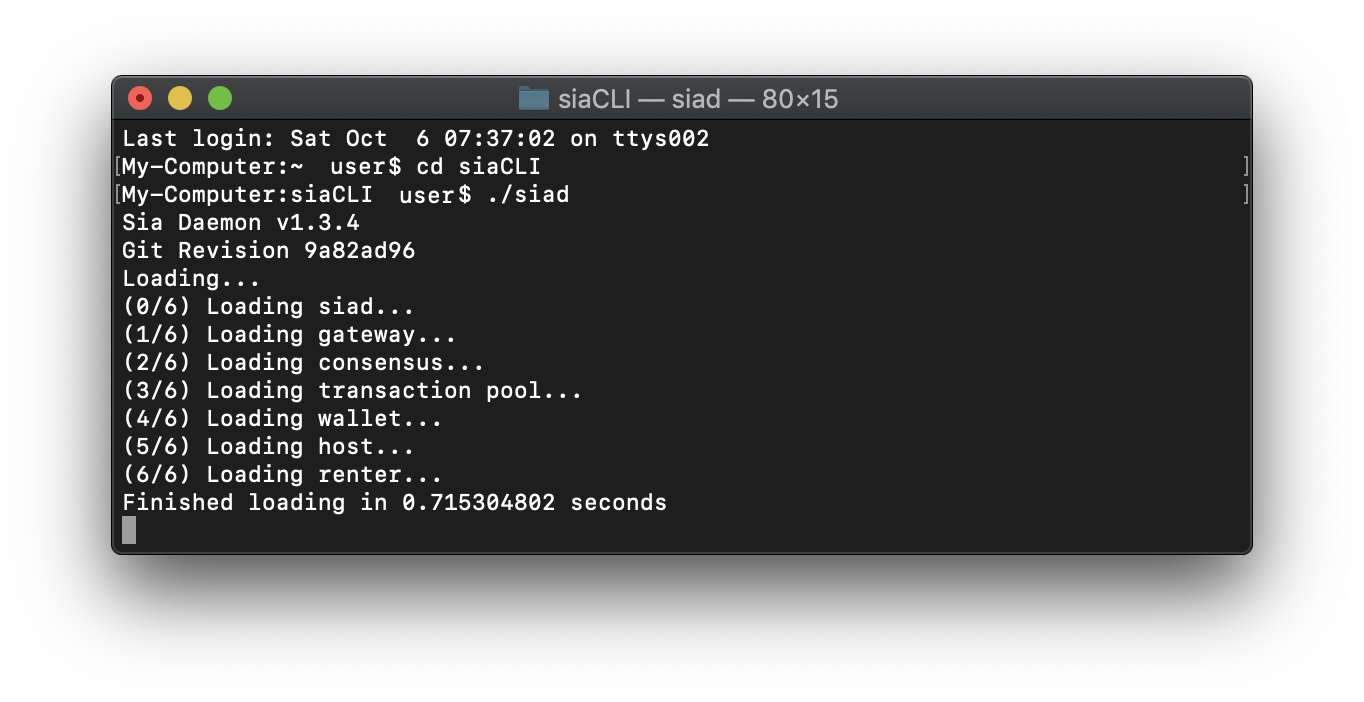 siaCLI — siad — 80×15
Last login: Sat Oct  6 07:37:02 on ttys002
[My-Computer:~  user$ cd siaCLI ]
[My-Computer:siaCLI  user$ ./siad ]
Sia Daemon v1.3.4
Git Revision 9a82ad96
Loading...
(0/6) Loading siad...
(1/6) Loading gateway...
(2/6) Loading consensus...
(3/6) Loading transaction pool...
(4/6) Loading wallet...
(5/6) Loading host...
(6/6) Loading renter...
Finished loading in 0.715304802 seconds